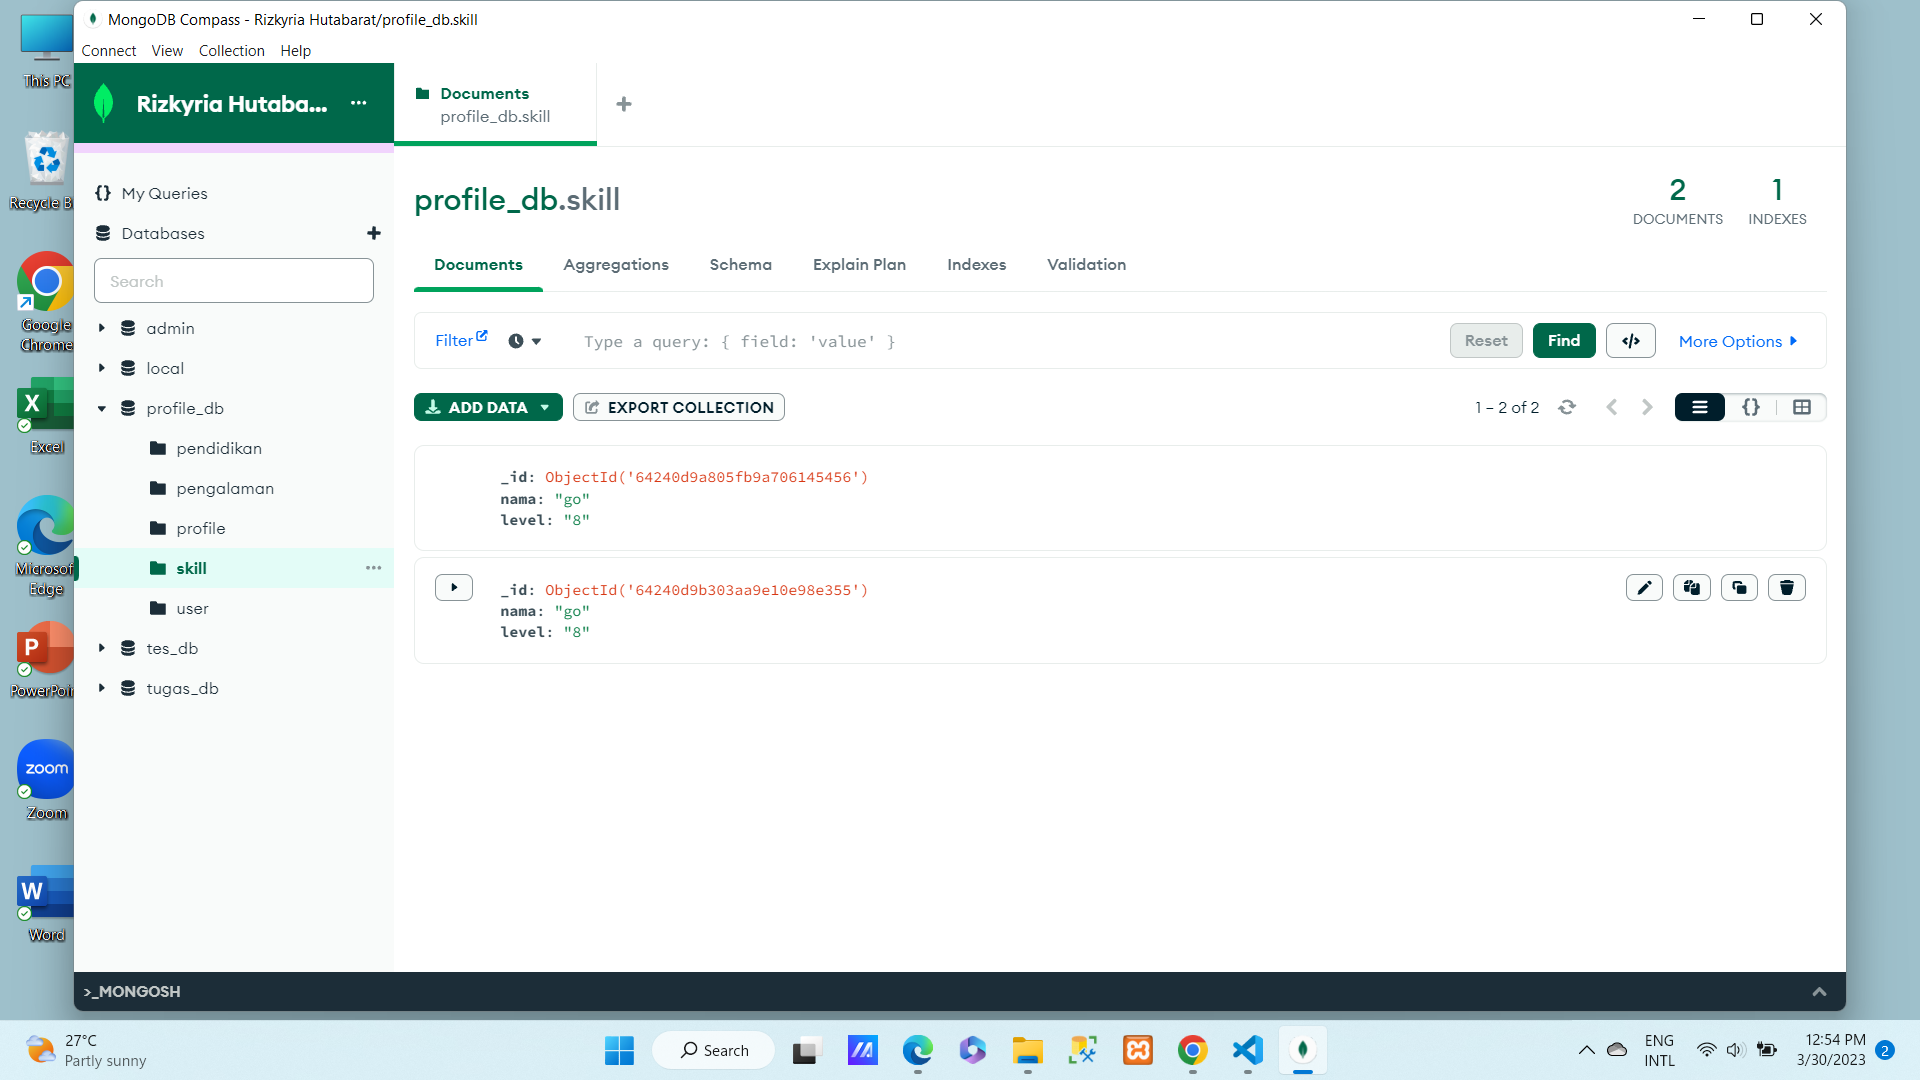 MongoDB Compass - Rizkyria Hutabarat/profile_db.skill
Connect View Collection Help
This PC
Recycle B
Google
Chrome
Excel
Microsof
Edge
PowerPoi
zoom
Zoom
Word
Rizkyria Hutaba...
My Queries
Databases
Search
admin
local
profile_db
pendidikan
pengalaman
profile
skill
user
tes_db
tugas_db
Documents
profile_db.skill
profile_db.skill
2
DOCUMENTS
1
INDEXES
Documents Aggregations Schema Explain Plan Indexes Validation
Filter Type a query: { field: 'value' } Reset Find </> More Options
ADD DATA EXPORT COLLECTION 1 – 2 of 2 {}
_id: ObjectId('64240d9a805fb9a706145456')
nama: "go"
level: "8"
_id: ObjectId('64240d9b303aa9e10e98e355')
nama: "go"
level: "8"
>_MONGOSH
27°C
Partly sunny
Search
ENG
INTL
12:54 PM
3/30/2023
2